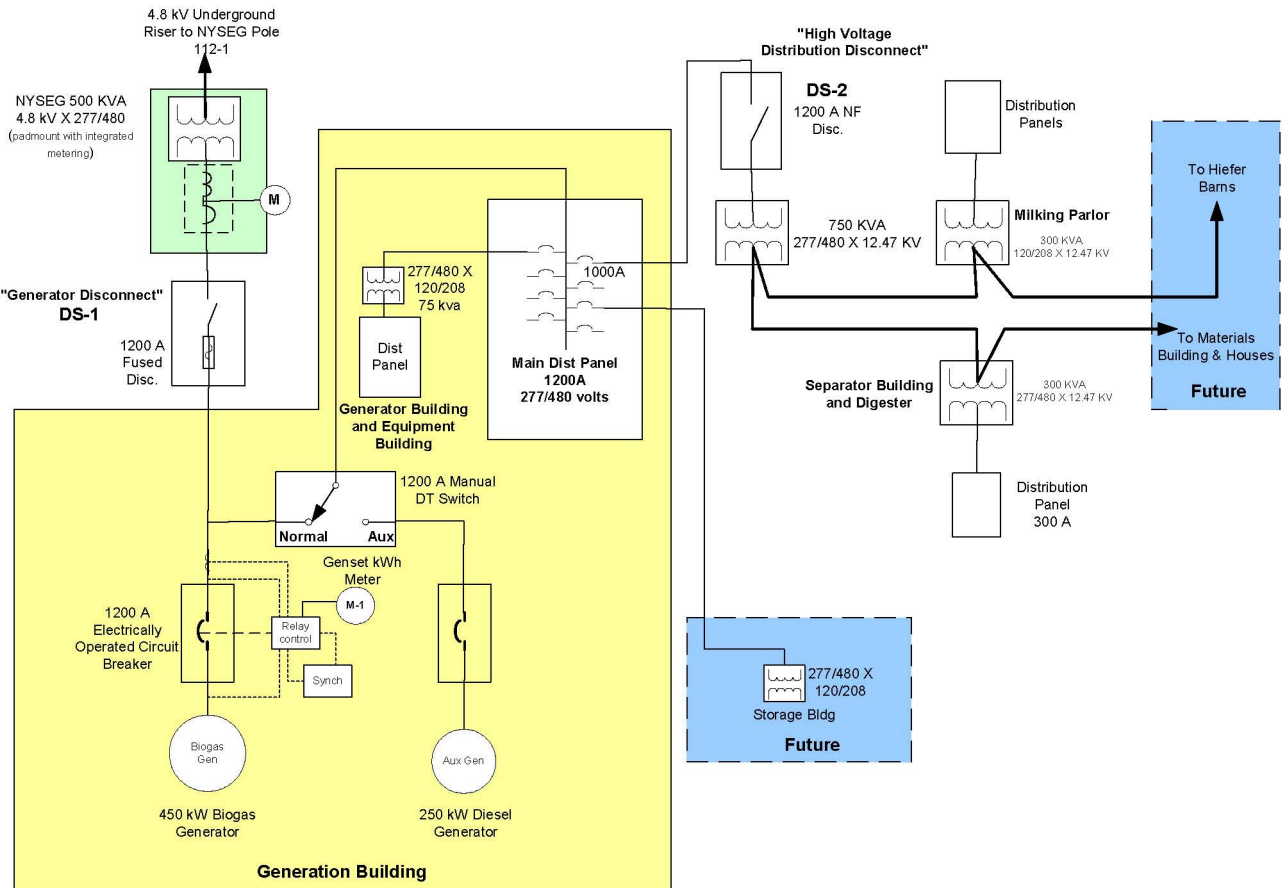 4.8 kV Underground
Riser to NYSEG Pole
112-1
NYSEG 500 KVA
4.8 kV X 277/480
(padmount with integrated
metering)
M
"Generator Disconnect"
DS-1
1200 A
Fused
Disc.
"High Voltage
Distribution Disconnect"
DS-2
1200 A NF
Disc.
Distribution
Panels
750 KVA
277/480 X 12.47 KV
Milking Parlor
300 KVA
120/208 X 12.47 KV
To Hiefer
Barns
To Materials
Building & Houses
Future
Separator Building
and Digester
300 KVA
277/480 X 12.47 KV
Distribution
Panel
300 A
277/480 X
120/208
75 kva
Dist
Panel
Generator Building
and Equipment
Building
1000A
Main Dist Panel
1200A
277/480 volts
1200 A Manual
DT Switch
Normal
Aux
Genset kWh
Meter
M-1
1200 A
Electrically
Operated Circuit
Breaker
Relay
control
Synch
Biogas
Gen
450 kW Biogas
Generator
Aux Gen
250 kW Diesel
Generator
Generation Building
277/480 X
120/208
Storage Bldg
Future